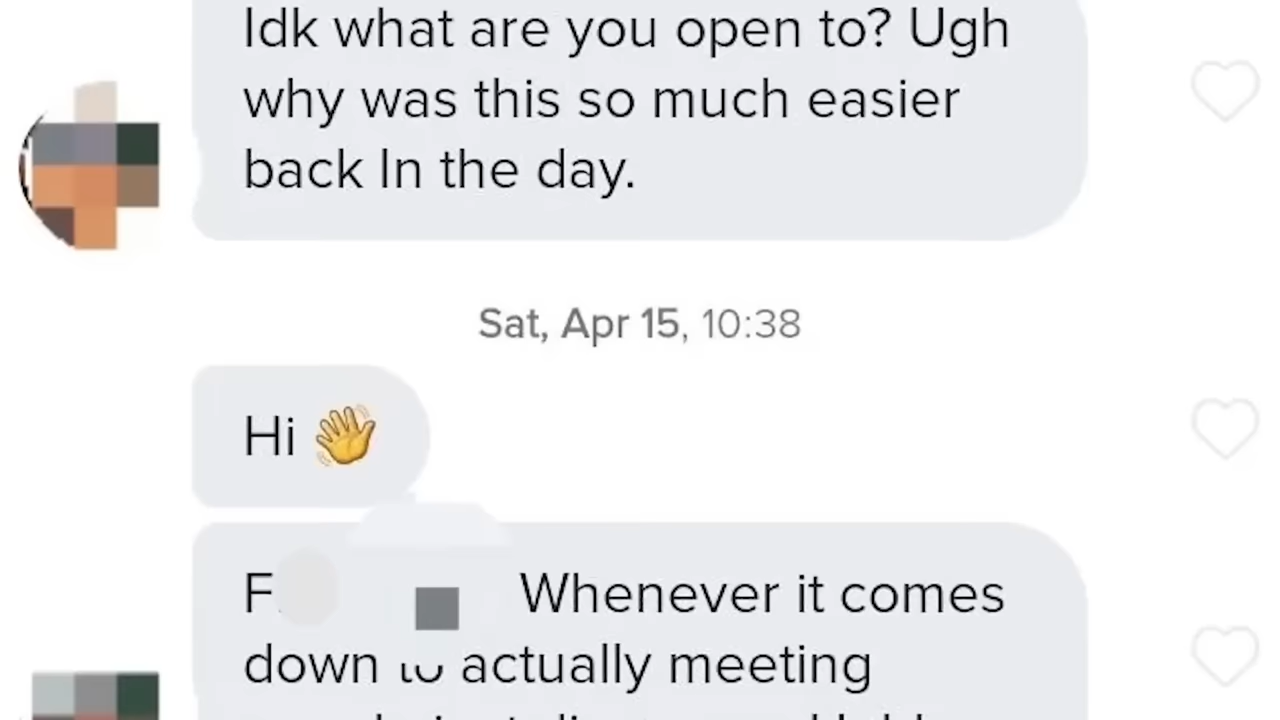 Idk what are you open to? Ugh
why was this so much easier
back In the day.
Sat, Apr 15, 10:38
Hi 👋
Whenever it comes
down to actually meeting